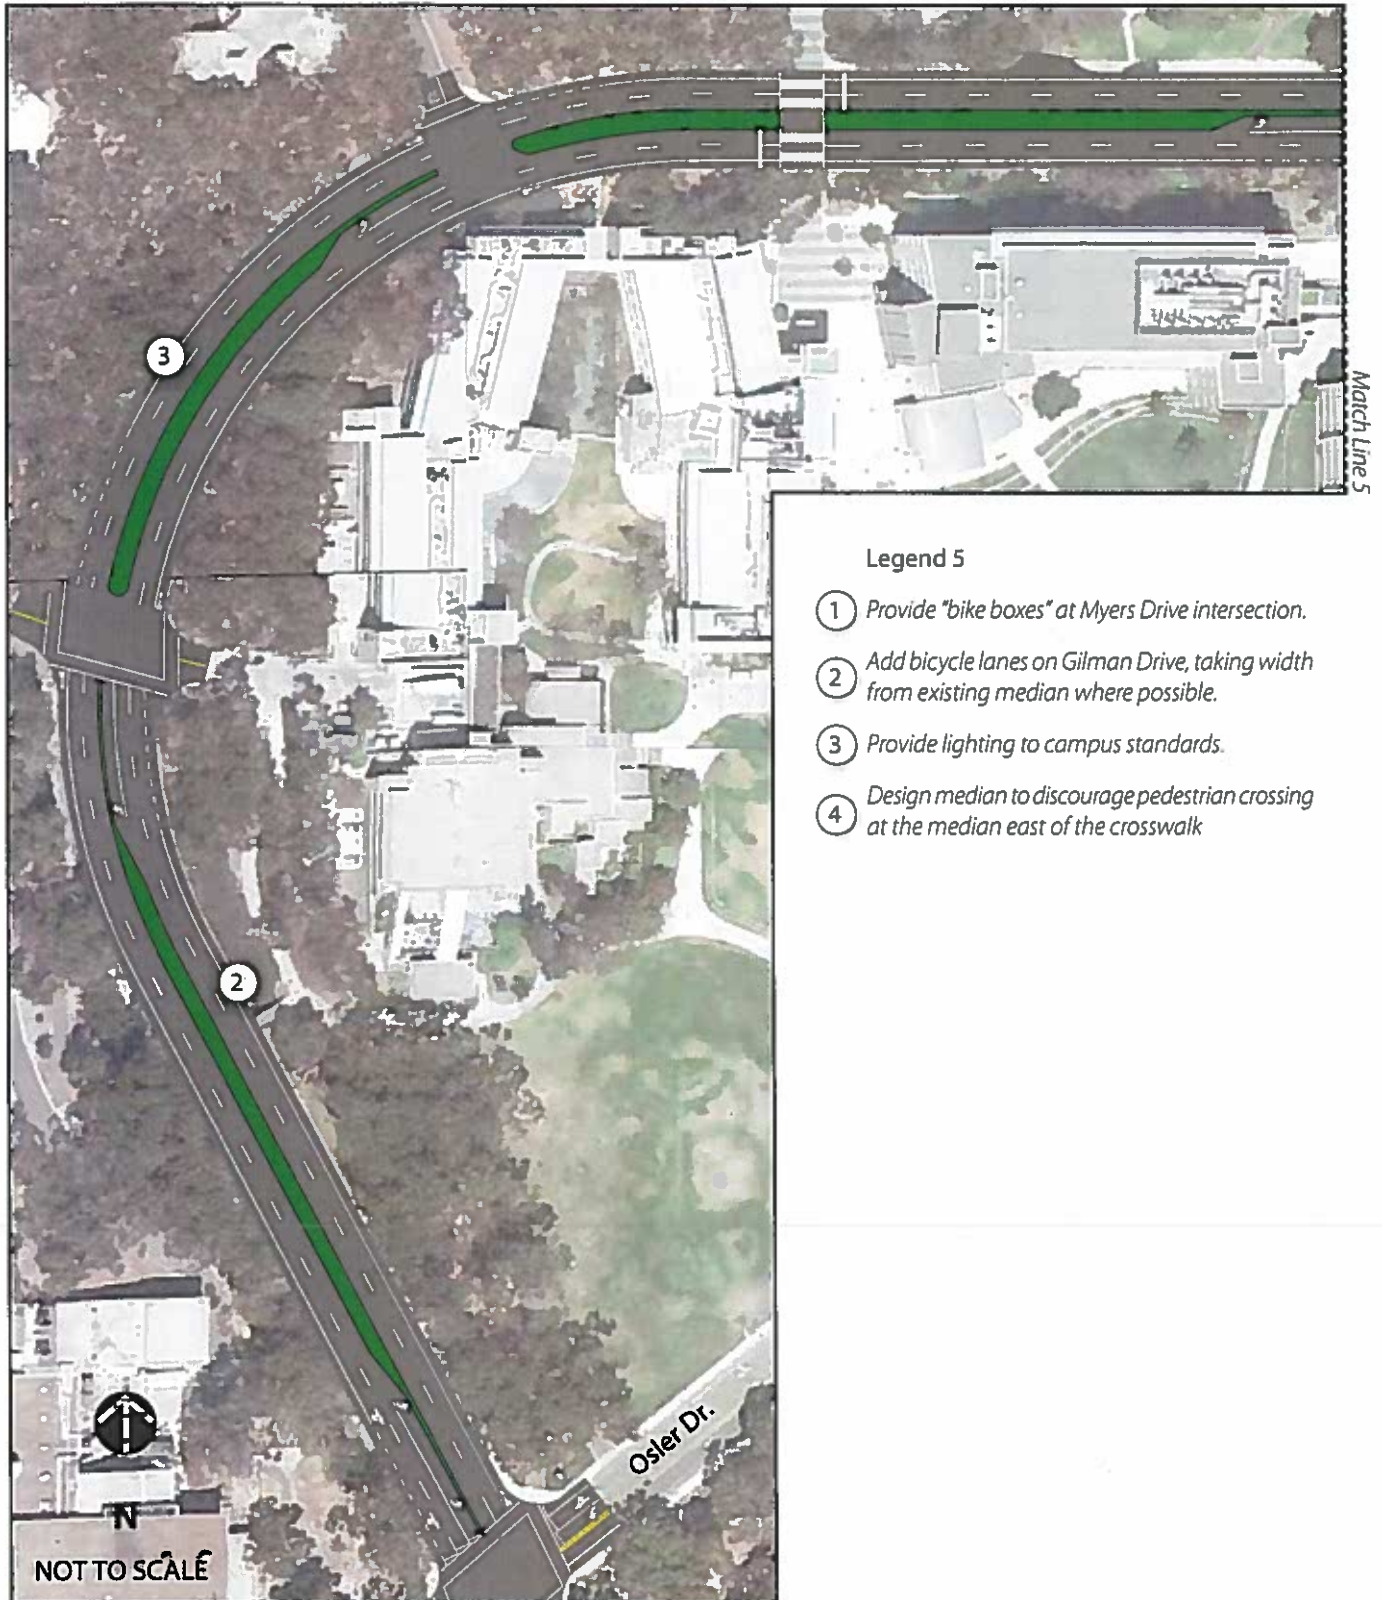 3
Match Line 5
Legend 5
1 Provide "bike boxes" at Myers Drive intersection.
2 Add bicycle lanes on Gilman Drive, taking width
from existing median where possible.
3 Provide lighting to campus standards.
4 Design median to discourage pedestrian crossing
at the median east of the crosswalk
2
Osler Dr.
N
NOT TO SCALE